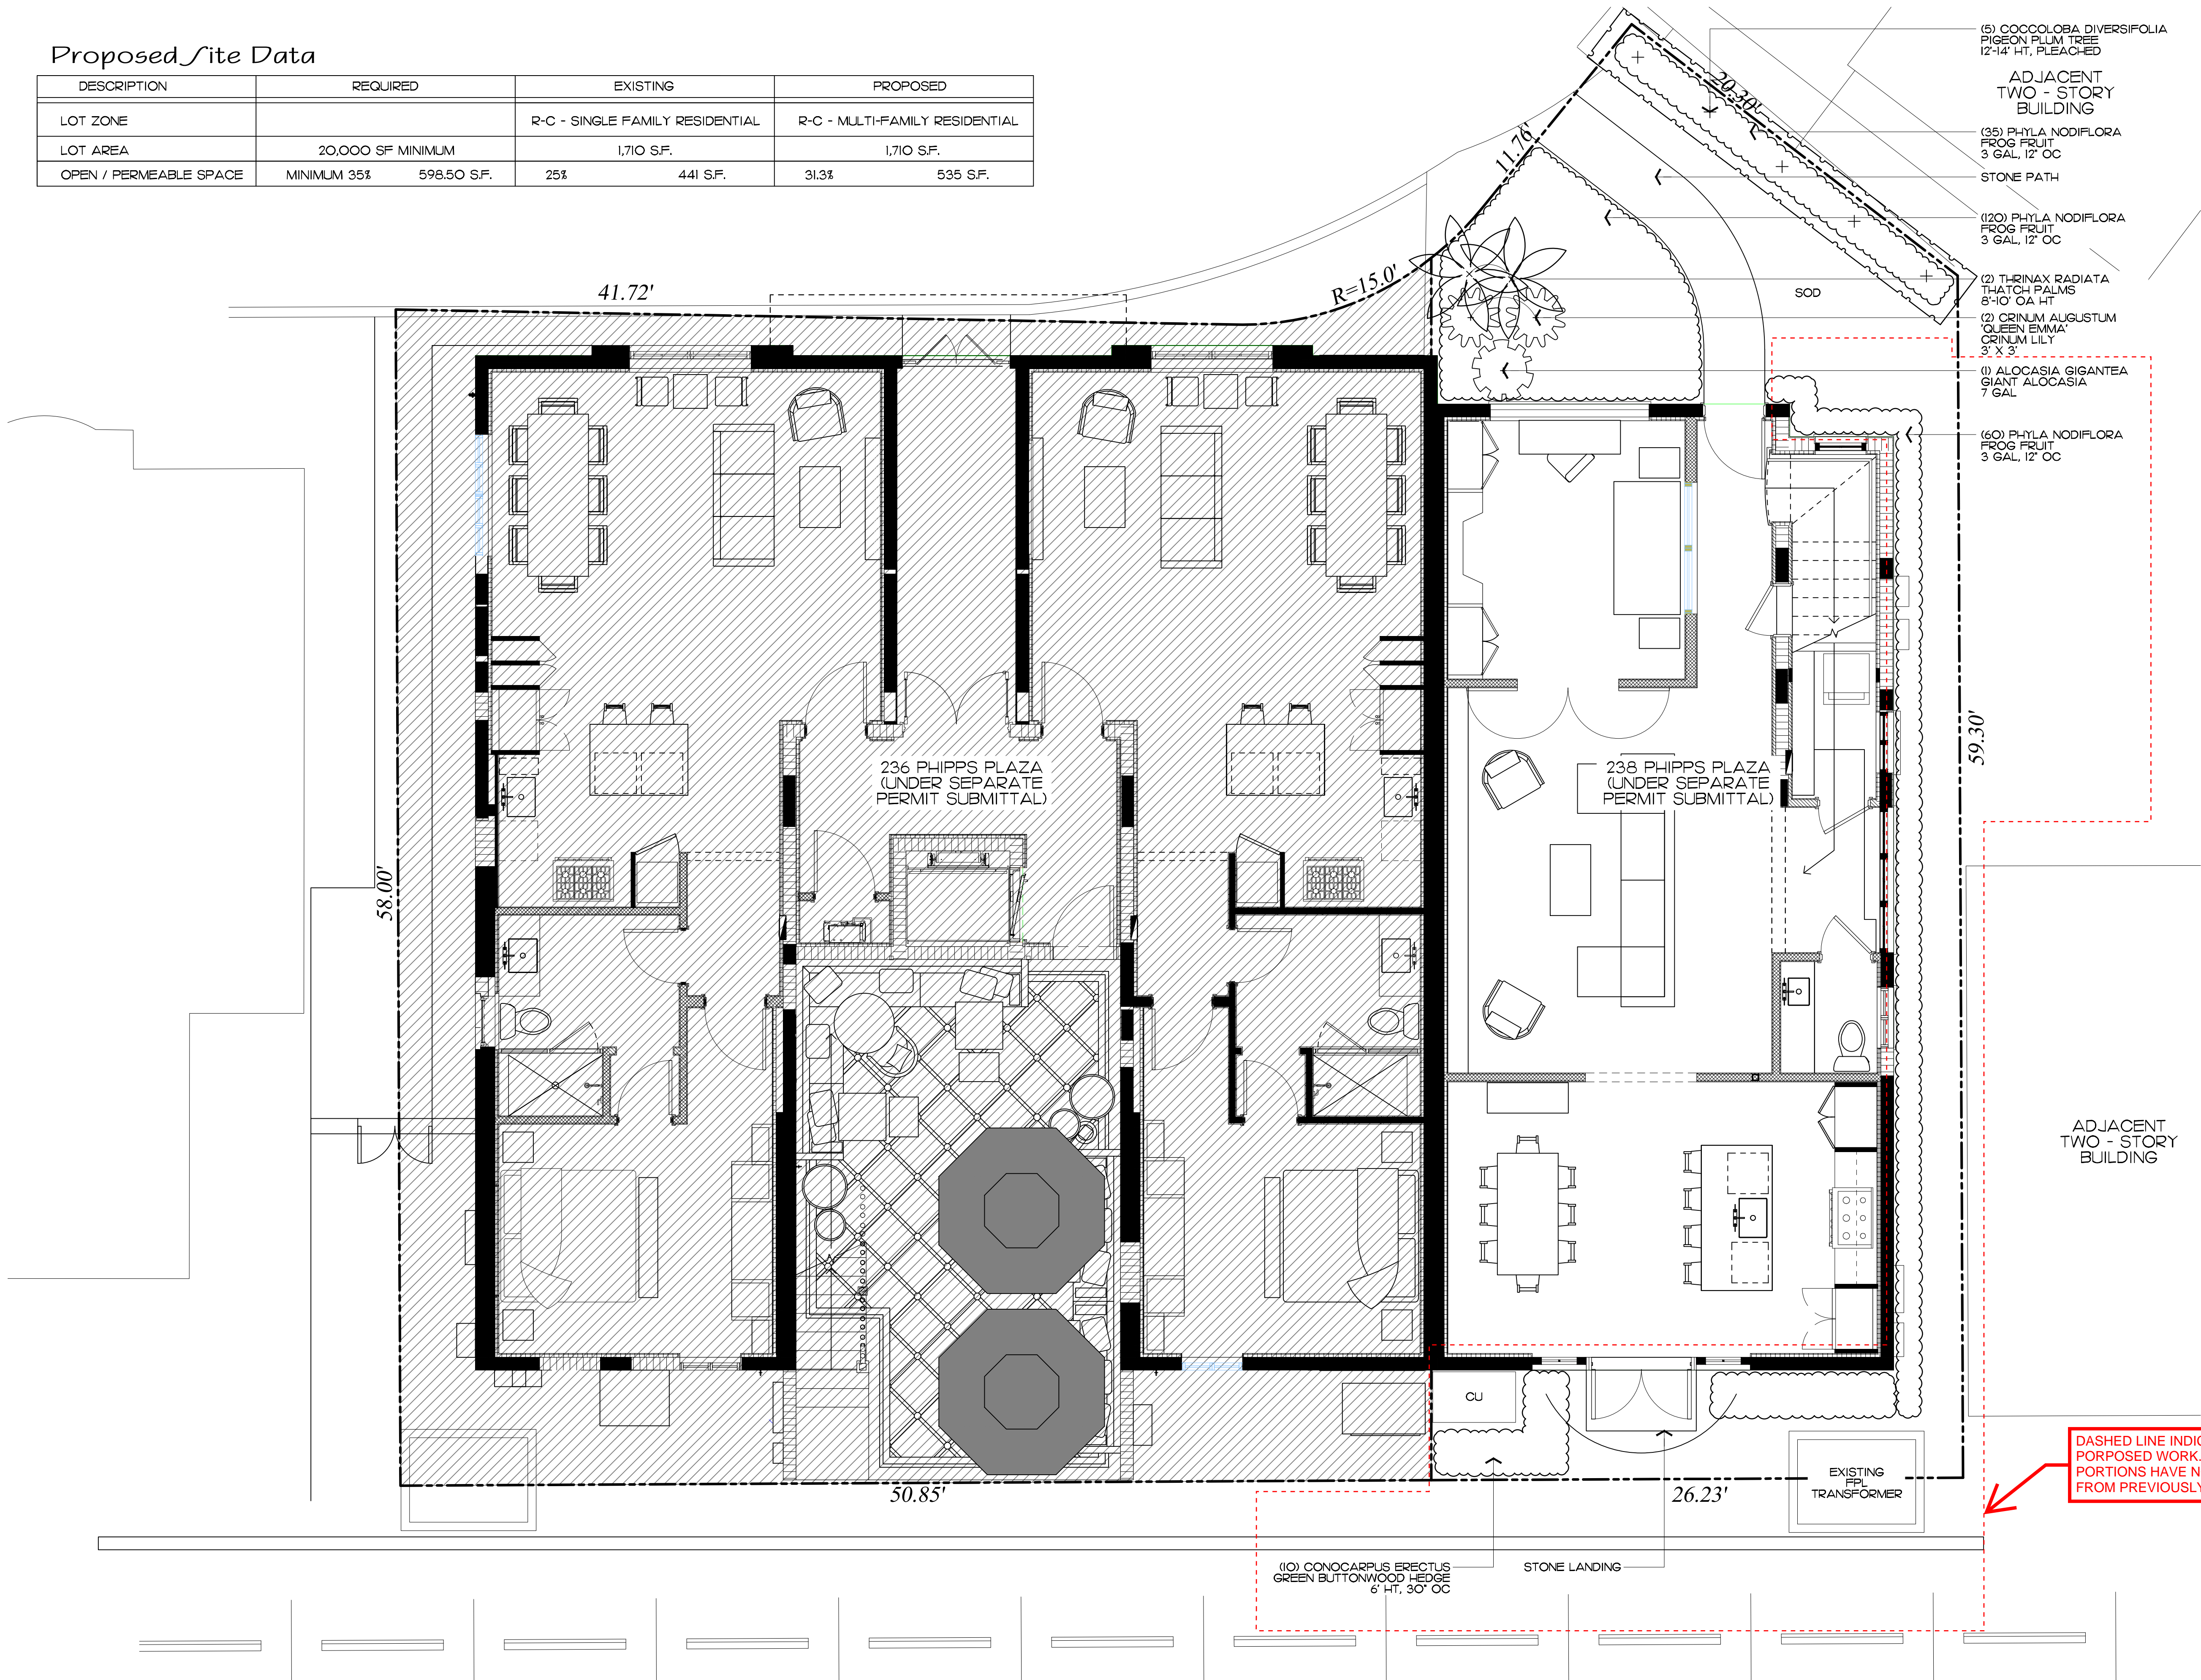 Proposed Site Data
DESCRIPTION REQUIRED EXISTING PROPOSED
LOT ZONE R-C - SINGLE FAMILY RESIDENTIAL R-C - MULTI-FAMILY RESIDENTIAL
LOT AREA 20,000 SF MINIMUM 1,710 S.F. 1,710 S.F.
OPEN / PERMEABLE SPACE MINIMUM 35% 598.50 S.F. 25% 441 S.F. 31.3% 535 S.F.
(5) COCCOLOBA DIVERSIFOLIA
PIGEON PLUM TREE
12'-14' HT, PLEACHED
ADJACENT
TWO - STORY
BUILDING
(35) PHYLA NODIFLORA
FROG FRUIT
3 GAL, 12" OC
STONE PATH
(120) PHYLA NODIFLORA
FROG FRUIT
3 GAL, 12" OC
(2) THRINAX RADIATA
THATCH PALMS
8'-10' OA HT
(2) CRINUM AUGUSTUM
'QUEEN EMMA'
CRINUM LILY
3' X 3'
(1) ALOCASIA GIGANTEA
GIANT ALOCASIA
7 GAL
(60) PHYLA NODIFLORA
FROG FRUIT
3 GAL, 12" OC
20.30'
11.76'
R=15.0'
41.72'
SOD
58.00'
59.30'
236 PHIPPS PLAZA
(UNDER SEPARATE
PERMIT SUBMITTAL)
238 PHIPPS PLAZA
(UNDER SEPARATE
PERMIT SUBMITTAL)
ADJACENT
TWO - STORY
BUILDING
CU
EXISTING
FPL
TRANSFORMER
50.85'
26.23'
DASHED LINE
PORPOSED WORK.
PORTIONS HAVE
FROM PREVIOUSLY
(10) CONOCARPUS ERECTUS
GREEN BUTTONWOOD HEDGE
6' HT, 30" OC
STONE LANDING